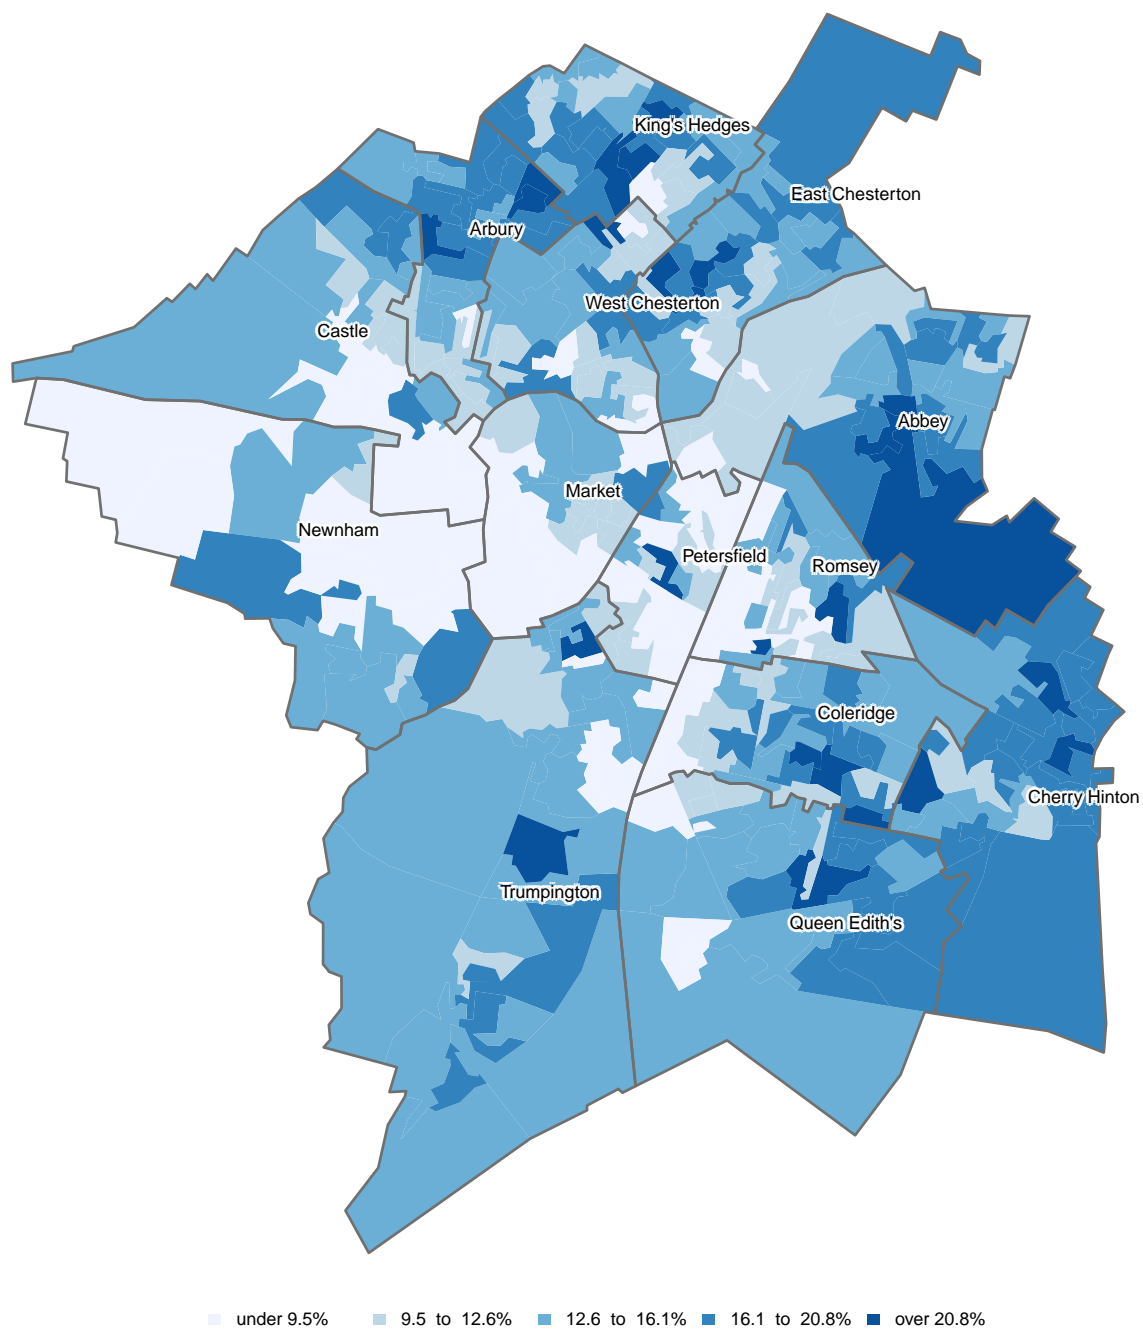 King's Hedges
East Chesterton
Arbury
West Chesterton
Castle
Abbey
Market
Newnham
Petersfield
Romsey
Coleridge
Cherry Hinton
Trumpington
Queen Edith's
under 9.5% 9.5 to 12.6% 12.6 to 16.1% 16.1 to 20.8% over 20.8%